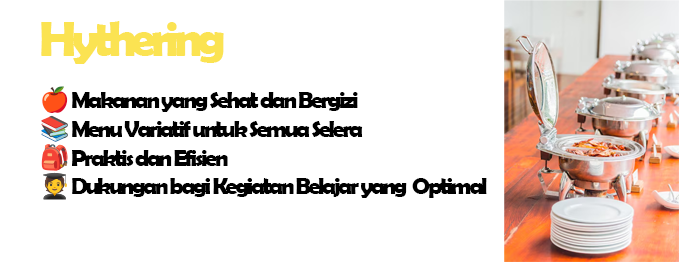 Hythering
Makanan yang Sehat dan Bergizi
Menu Variatif untuk Semua Selera
Praktis dan Efisien
Dukungan bagi Kegiatan Belajar yang Optimal